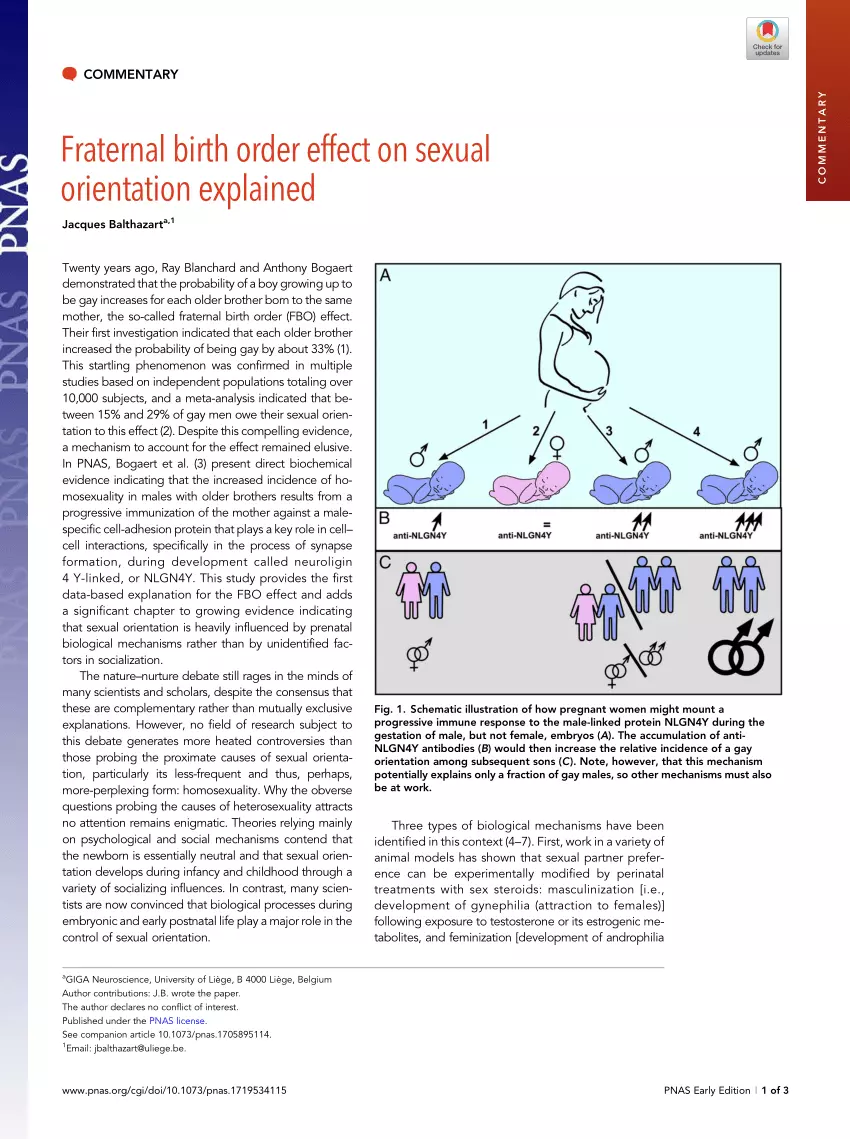 Check for
updates
COMMENTARY
COMMENTARY
PNAS
PNAS
PNAS
PNAS
PNAS
Fraternal birth order effect on sexual
orientation explained
Jacques Balthazartᵃ,¹
Twenty years ago, Ray Blanchard and Anthony Bogaert
demonstrated that the probability of a boy growing up to
be gay increases for each older brother born to the same
mother, the so-called fraternal birth order (FBO) effect.
Their first investigation indicated that each older brother
increased the probability of being gay by about 33% (1).
This startling phenomenon was confirmed in multiple
studies based on independent populations totaling over
10,000 subjects, and a meta-analysis indicated that be-
tween 15% and 29% of gay men owe their sexual orien-
tation to this effect (2). Despite this compelling evidence,
a mechanism to account for the effect remained elusive.
In PNAS, Bogaert et al. (3) present direct biochemical
evidence indicating that the increased incidence of ho-
mosexuality in males with older brothers results from a
progressive immunization of the mother against a male-
specific cell-adhesion protein that plays a key role in cell–
cell interactions, specifically in the process of synapse
formation, during development called neuroligin
4 Y-linked, or NLGN4Y. This study provides the first
data-based explanation for the FBO effect and adds
a significant chapter to growing evidence indicating
that sexual orientation is heavily influenced by prenatal
biological mechanisms rather than by unidentified fac-
tors in socialization.
The nature–nurture debate still rages in the minds of
many scientists and scholars, despite the consensus that
these are complementary rather than mutually exclusive
explanations. However, no field of research subject to
this debate generates more heated controversies than
those probing the proximate causes of sexual orienta-
tion, particularly its less-frequent and thus, perhaps,
more-perplexing form: homosexuality. Why the obverse
questions probing the causes of heterosexuality attracts
no attention remains enigmatic. Theories relying mainly
on psychological and social mechanisms contend that
the newborn is essentially neutral and that sexual orien-
tation develops during infancy and childhood through a
variety of socializing influences. In contrast, many scien-
tists are now convinced that biological processes during
embryonic and early postnatal life play a major role in the
control of sexual orientation.
A
1
2
3
4
♂
♀
♂
♂
B
anti-NLGN4Y
anti-NLGN4Y
=
anti-NLGN4Y
anti-NLGN4Y
C
Fig. 1. Schematic illustration of how pregnant women might mount a
progressive immune response to the male-linked protein NLGN4Y during the
gestation of male, but not female, embryos (A). The accumulation of anti-
NLGN4Y antibodies (B) would then increase the relative incidence of a gay
orientation among subsequent sons (C). Note, however, that this mechanism
potentially explains only a fraction of gay males, so other mechanisms must also
be at work.
Three types of biological mechanisms have been
identified in this context (4–7). First, work in a variety of
animal models has shown that sexual partner prefer-
ence can be experimentally modified by perinatal
treatments with sex steroids: masculinization [i.e.,
development of gynephilia (attraction to females)]
following exposure to testosterone or its estrogenic me-
tabolites, and feminization [development of androphilia
ᵃGIGA Neuroscience, University of Liège, B 4000 Liège, Belgium
Author contributions: J.B. wrote the paper.
The author declares no conflict of interest.
Published under the PNAS license.
See companion article 10.1073/pnas.1705895114.
¹Email: jbalthazart@uliege.be.
www.pnas.org/cgi/doi/10.1073/pnas.1719534115
PNAS Early Edition | 1 of 3